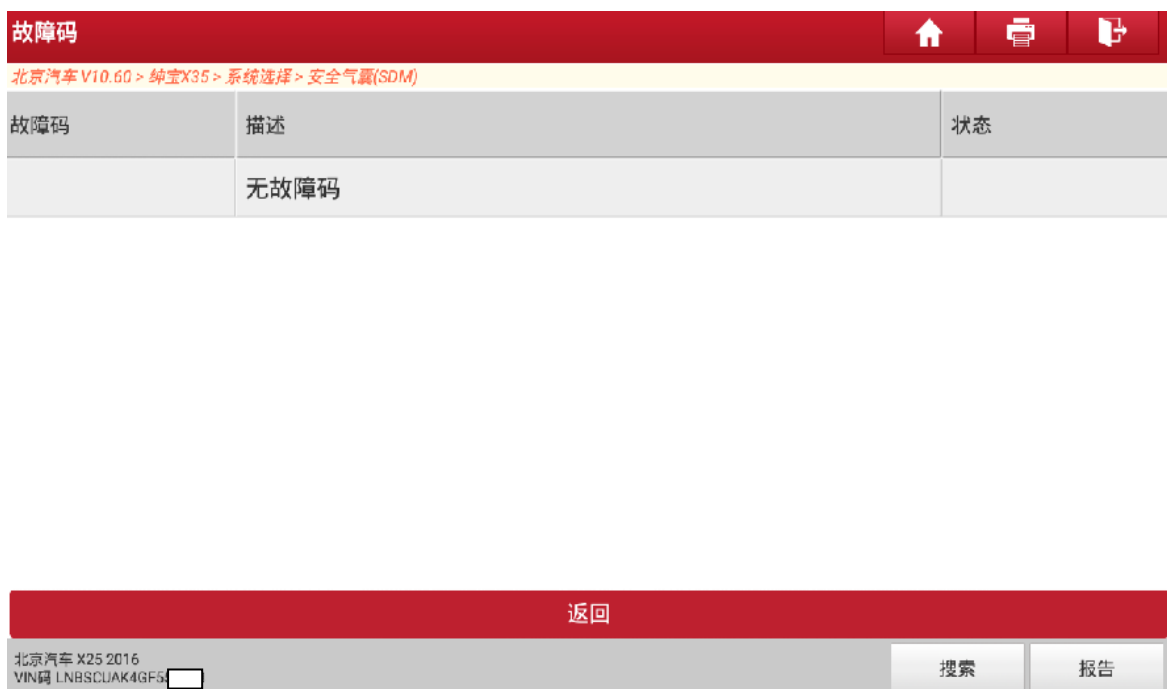 故障码
北京汽车 V10.60 > 绅宝X35 > 系统选择 > 安全气囊(SDM)
故障码 描述 状态
无故障码
返回
北京汽车 X25 2016
VIN码 LNBSCUAK4GF5
搜索 报告